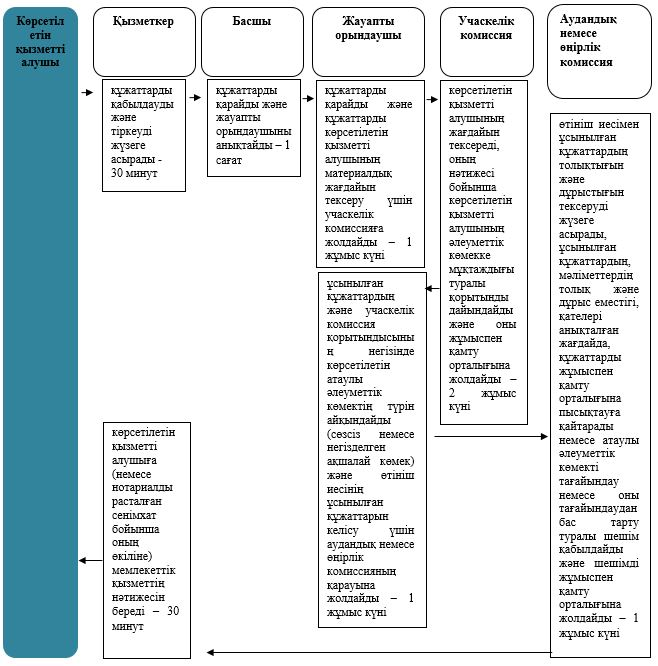 Көрсетіл
етін
қызметті
алушы
Қызметкер
құжаттарды
қабылдауды
және
тіркеуді
жүзеге
асырады -
30 минут
Басшы
құжаттарды
қарайды және
жауапты
орындаушыны
анықтайды – 1
сағат
Жауапты
орындаушы
құжаттарды
қарайды және
құжаттарды
көрсетілетін
қызметті
алушының
материалдық
жағдайын
тексеру үшін
учаскелік
комиссияға
жолдайды – 1
жұмыс күні
Учаскелік
комиссия
көрсетілетін
қызметті
алушының
жағдайын
тексереді,
оның
нәтижесі
бойынша
көрсетілетін
қызметті
алушының
әлеуметтік
көмекке
мұқтаждығы
туралы
қорытынды
дайындайды
және оны
жұмыспен
қамту
орталығына
жолдайды –
2 жұмыс
күні
ұсынылған
құжаттардың
және учаскелік
комиссия
қорытындысыны
ң негізінде
көрсетілетін
атаулы
әлеуметтік
көмектің түрін
айқындайды
(сөзсіз немесе
негізделген
ақшалай көмек)
және өтініш
иесінің
ұсынылған
құжаттарын
келісу үшін
аудандық немесе
өңірлік
комиссияның
қарауына
жолдайды – 1
жұмыс күні
Аудандық
немесе
өңірлік
комиссия
өтініш иесімен
ұсынылған
құжаттардың
толықтығын
және
дұрыстығын
тексеруді
жүзеге
асырады,
ұсынылған
құжаттардың,
мәліметтердің
толық және
дұрыс еместігі,
қателері
анықталған
жағдайда,
құжаттарды
жұмыспен
қамту
орталығына
пысықтауға
қайтарады
немесе атаулы
әлеуметтік
көмекті
тағайындау
немесе оны
тағайындаудан
бас тарту
туралы шешім
қабылдайды
және шешімді
жұмыспен
қамту
орталығына
жолдайды – 1
жұмыс күні
көрсетілетін
қызметті
алушыға
(немесе
нотариалды
расталған
сенімхат
бойынша
оның
өкіліне)
мемлекеттік
қызметтің
нәтижесін
береді – 30
минут